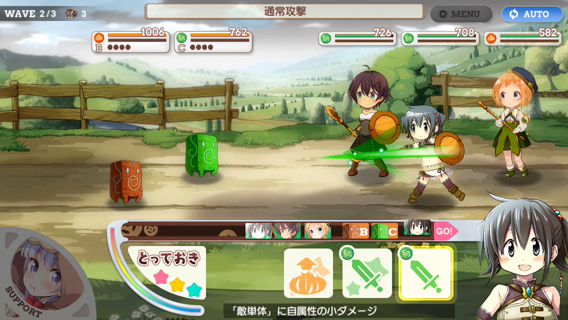 WAVE 2/3 3
通常攻撃
MENU
AUTO
1006
B
762
C
726
708
582
B
C
GO!
とっておき
SUPPORT
「敵単体」に自属性の小ダメージ